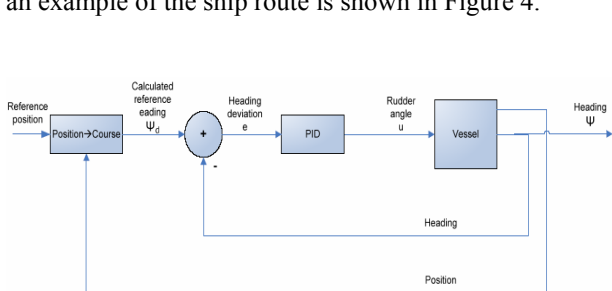 an example of the ship route is shown in Figure 4.
Reference
position
Position→Course
Calculated
reference
eading
Ψd
+
-
Heading
deviation
e
PID
Rudder
angle
u
Vessel
Heading
Ψ
Heading
Position